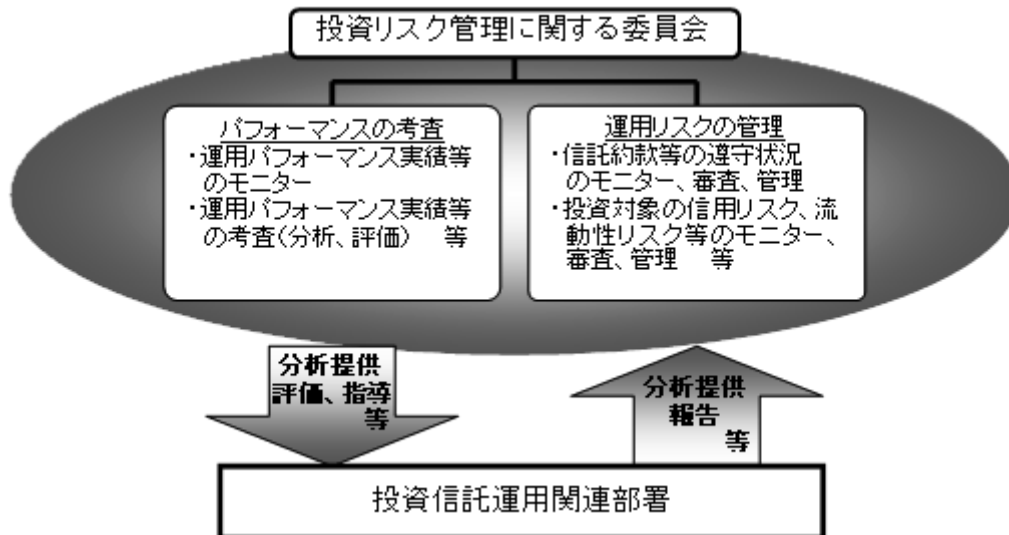 投資リスク管理に関する委員会
パフォーマンスの考査
・運用パフォーマンス実績等
のモニター
・運用パフォーマンス実績等
の考査(分析、評価)　等
運用リスクの管理
・信託約款等の遵守状況
のモニター、審査、管理
・投資対象の信用リスク、流
動性リスク等のモニター、
審査、管理　等
分析提供
評価、指導
等
分析提供
報告
等
投資信託運用関連部署